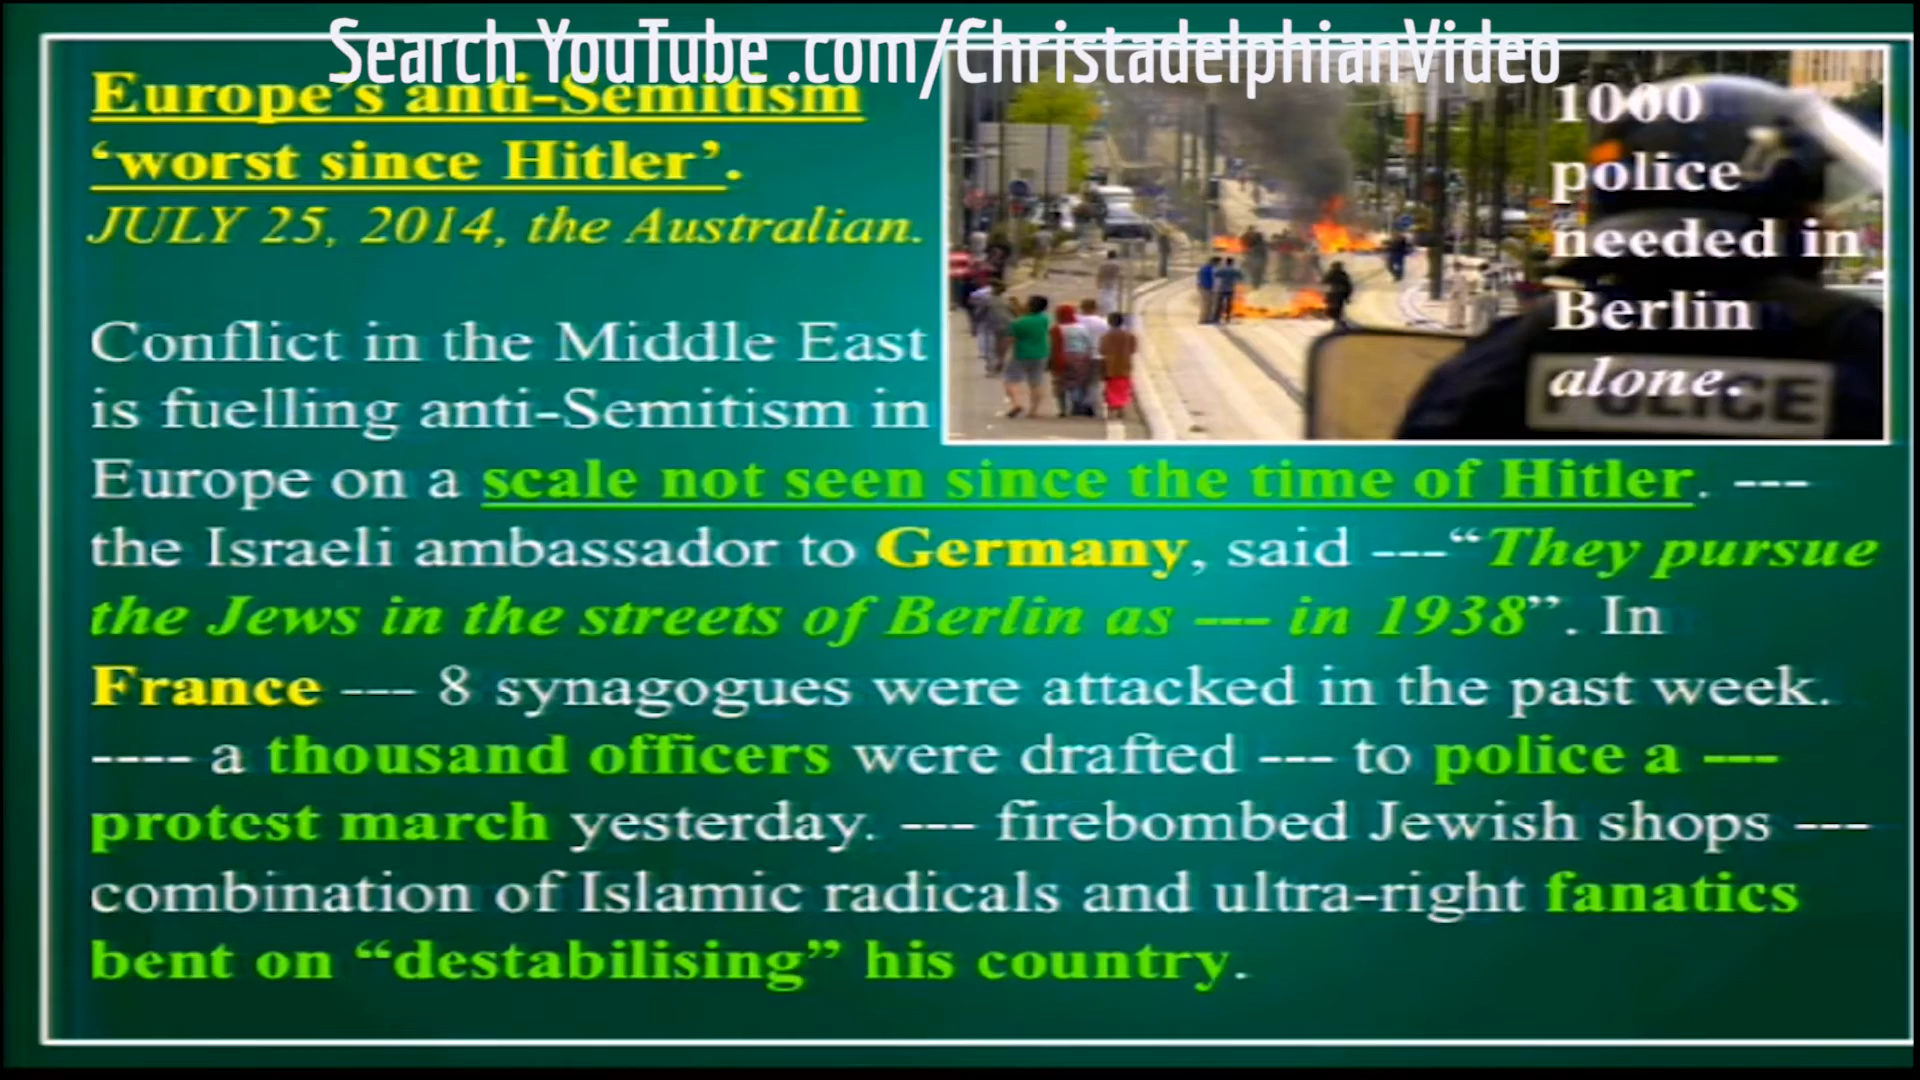 Search YouTube .com/ChristadelphianVideo
Europe's anti-Semitism
‘worst since Hitler’.
JULY 25, 2014, the Australian.
1000
police
needed in
Berlin
alone.
POLICE
Conflict in the Middle East
is fuelling anti-Semitism in
Europe on a scale not seen since the time of Hitler. ---
the Israeli ambassador to Germany, said ---“They pursue
the Jews in the streets of Berlin as --- in 1938”. In
France --- 8 synagogues were attacked in the past week.
---- a thousand officers were drafted --- to police a ---
protest march yesterday. --- firebombed Jewish shops ---
combination of Islamic radicals and ultra-right fanatics
bent on “destabilising” his country.